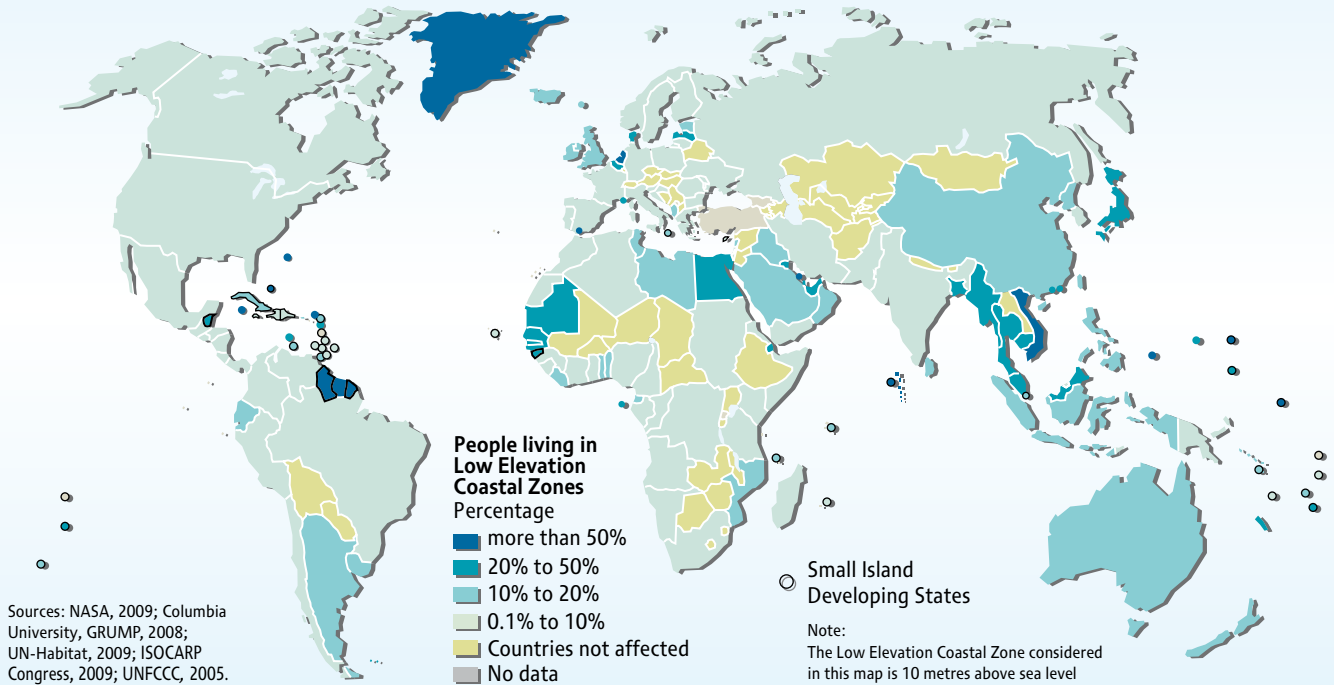 People living in
Low Elevation
Coastal Zones
Percentage
more than 50%
20% to 50%
10% to 20%
0.1% to 10%
Countries not affected
No data
Small Island
Developing States
Note:
The Low Elevation Coastal Zone considered
in this map is 10 metres above sea level
Sources: NASA, 2009; Columbia
University, GRUMP, 2008;
UN-Habitat, 2009; ISOCARP
Congress, 2009; UNFCCC, 2005.